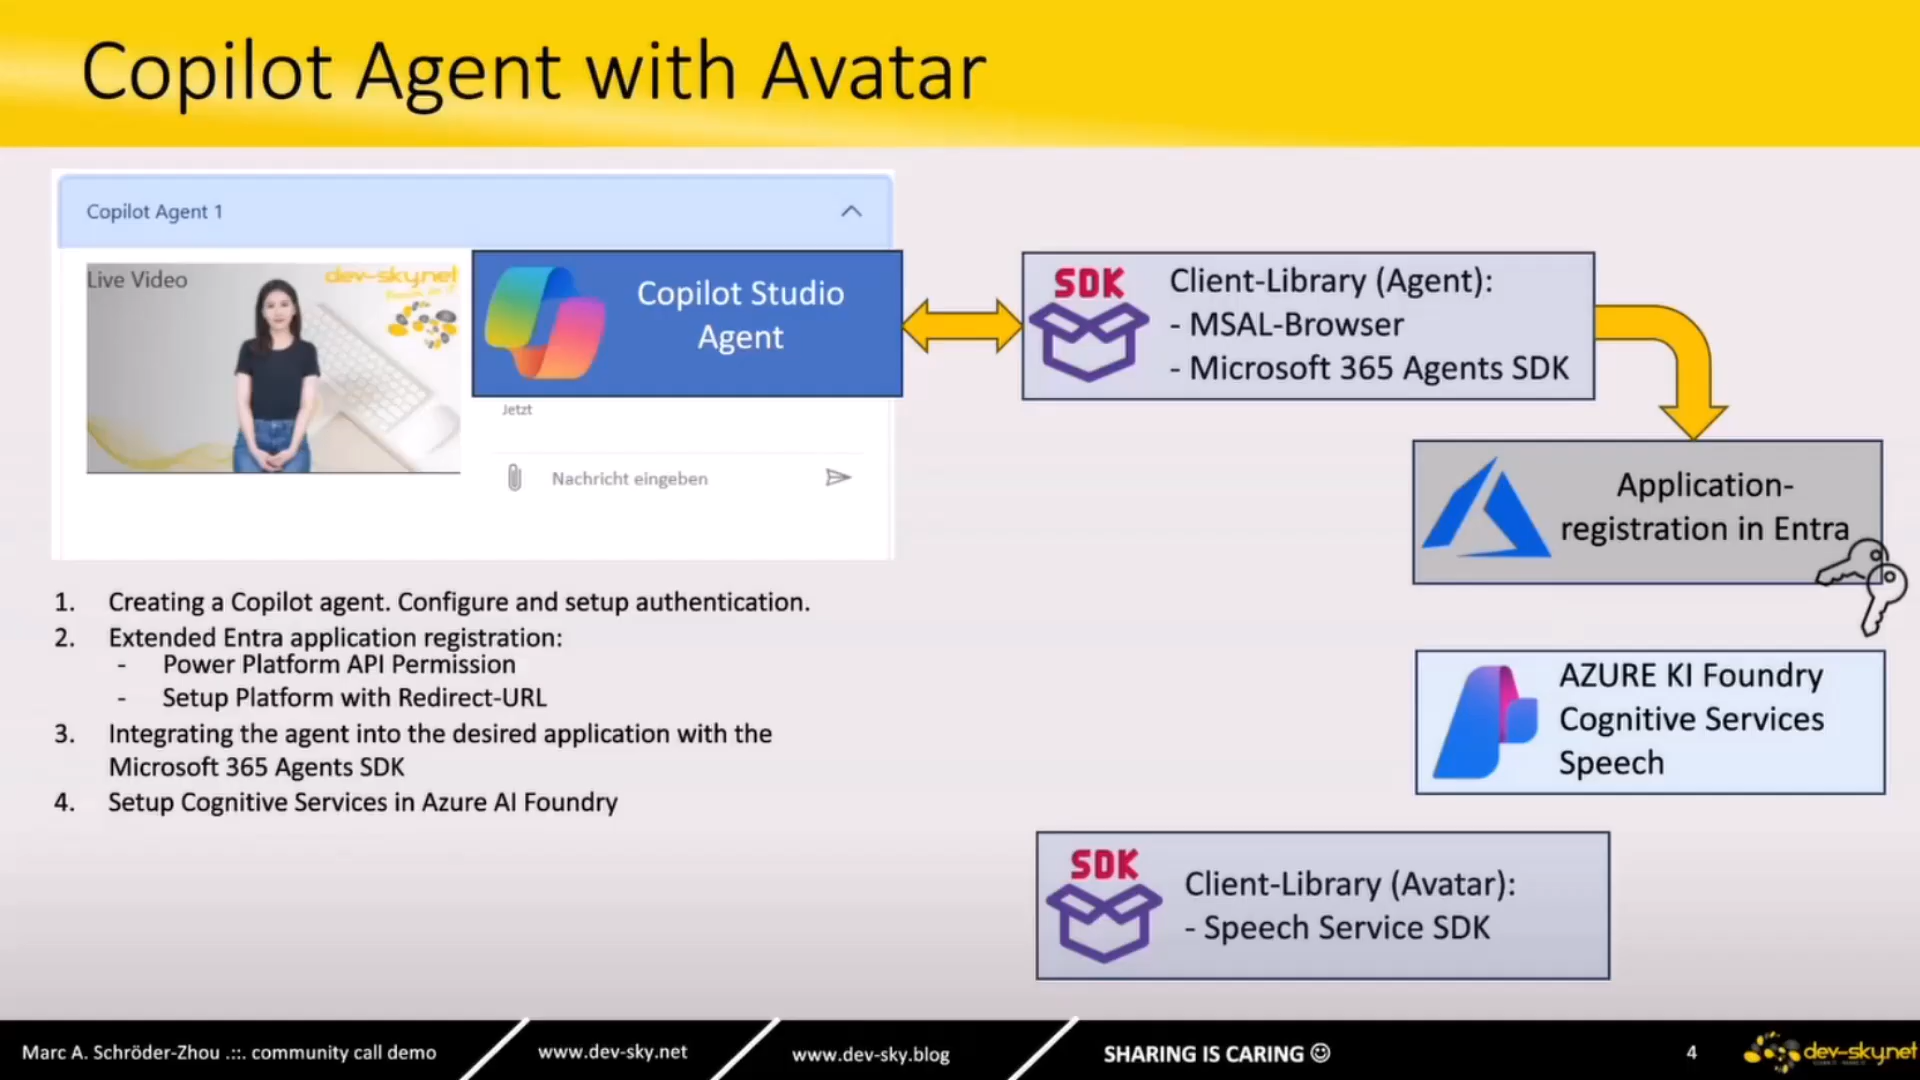 Copilot Agent with Avatar
Copilot Agent 1
Live Video
dev-sky.net
Copilot Studio
Agent
Jetzt
Nachricht eingeben
SDK
Client-Library (Agent):
- MSAL-Browser
- Microsoft 365 Agents SDK
Application-
registration in Entra
AZURE KI Foundry
Cognitive Services
Speech
SDK
Client-Library (Avatar):
- Speech Service SDK
1. Creating a Copilot agent. Configure and setup authentication.
2. Extended Entra application registration:
- Power Platform API Permission
- Setup Platform with Redirect-URL
3. Integrating the agent into the desired application with the
Microsoft 365 Agents SDK
4. Setup Cognitive Services in Azure AI Foundry
Marc A. Schröder-Zhou .::. community call demo
www.dev-sky.net
www.dev-sky.blog
SHARING IS CARING ☺
4
dev-sky.net